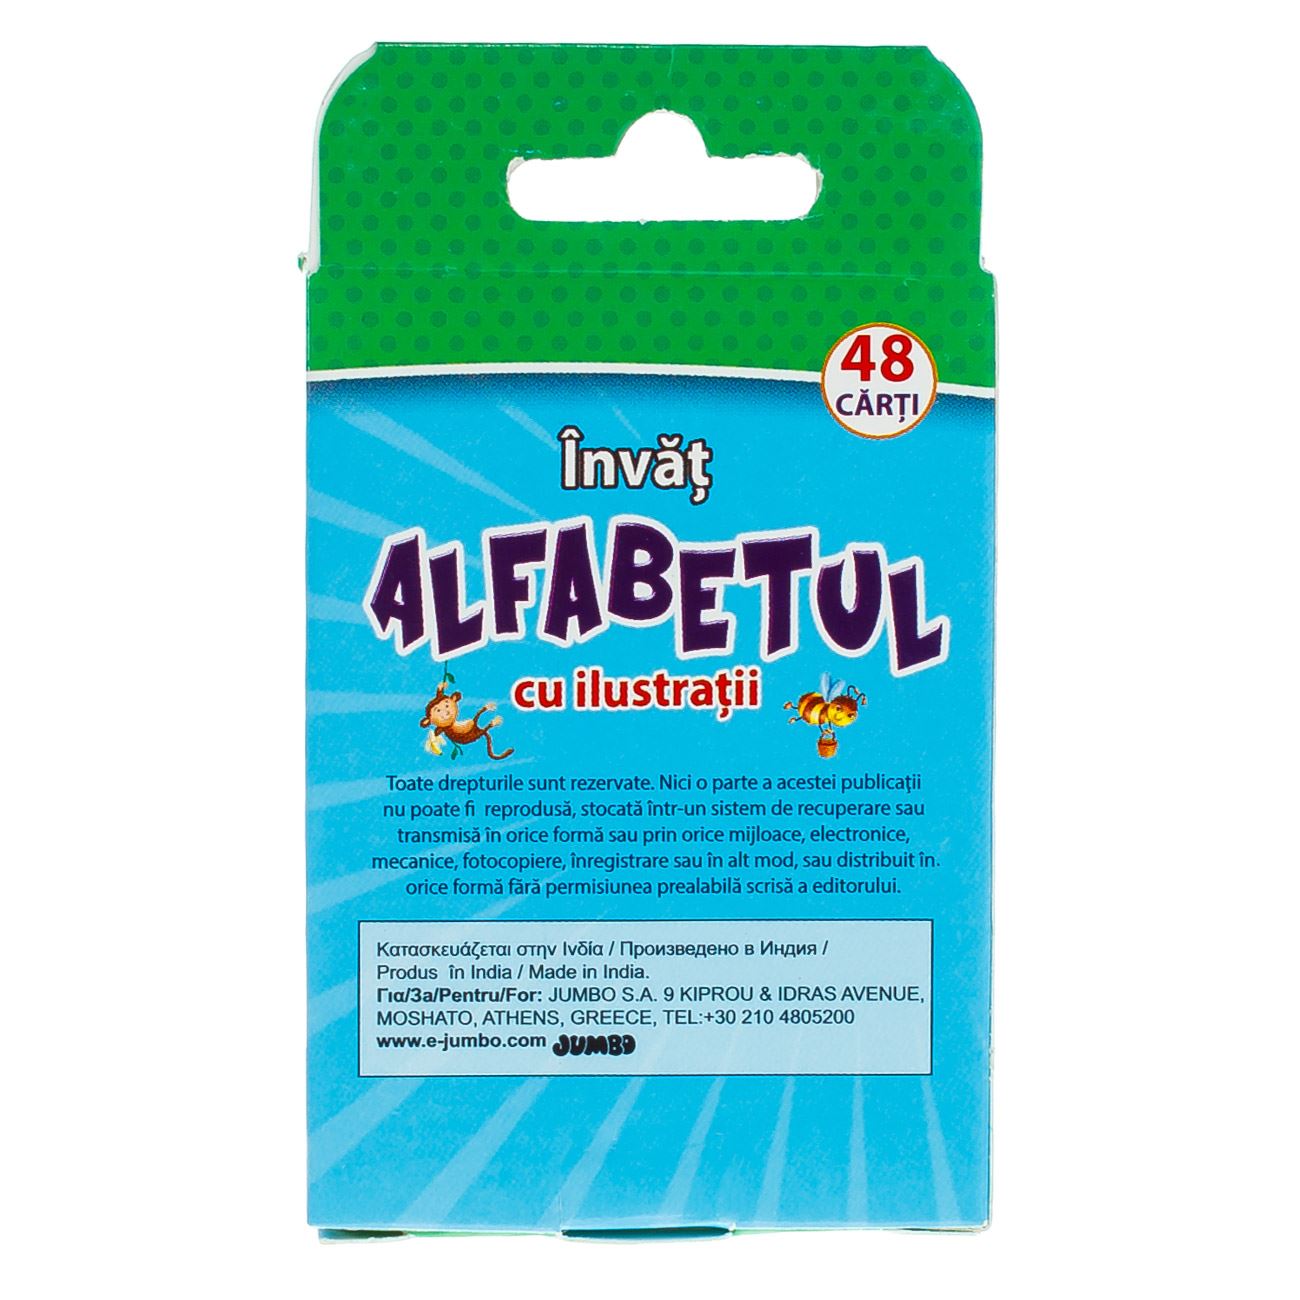 48
CĂRȚI
Învăț
ALFABETUL
cu ilustrații
Toate drepturile sunt rezervate. Nici o parte a acestei publicaţii
nu poate fi reprodusă, stocată într-un sistem de recuperare sau
transmisă în orice formă sau prin orice mijloace, electronice,
mecanice, fotocopiere, înregistrare sau în alt mod, sau distribuit în
orice formă fără permisiunea prealabilă scrisă a editorului.
Κατασκευάζεται στην Ινδία / Произведено в Индия /
Produs în India / Made in India.
Για/За/Pentru/For: JUMBO S.A. 9 KIPROU & IDRAS AVENUE,
MOSHATO, ATHENS, GREECE, TEL:+30 210 4805200
www.e-jumbo.com JUMBO